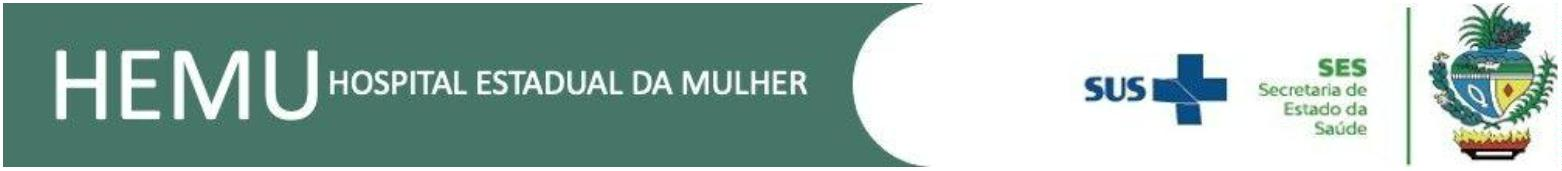 HEMU HOSPITAL ESTADUAL DA MULHER
SUS
SES
Secretaria de
Estado da
Saúde